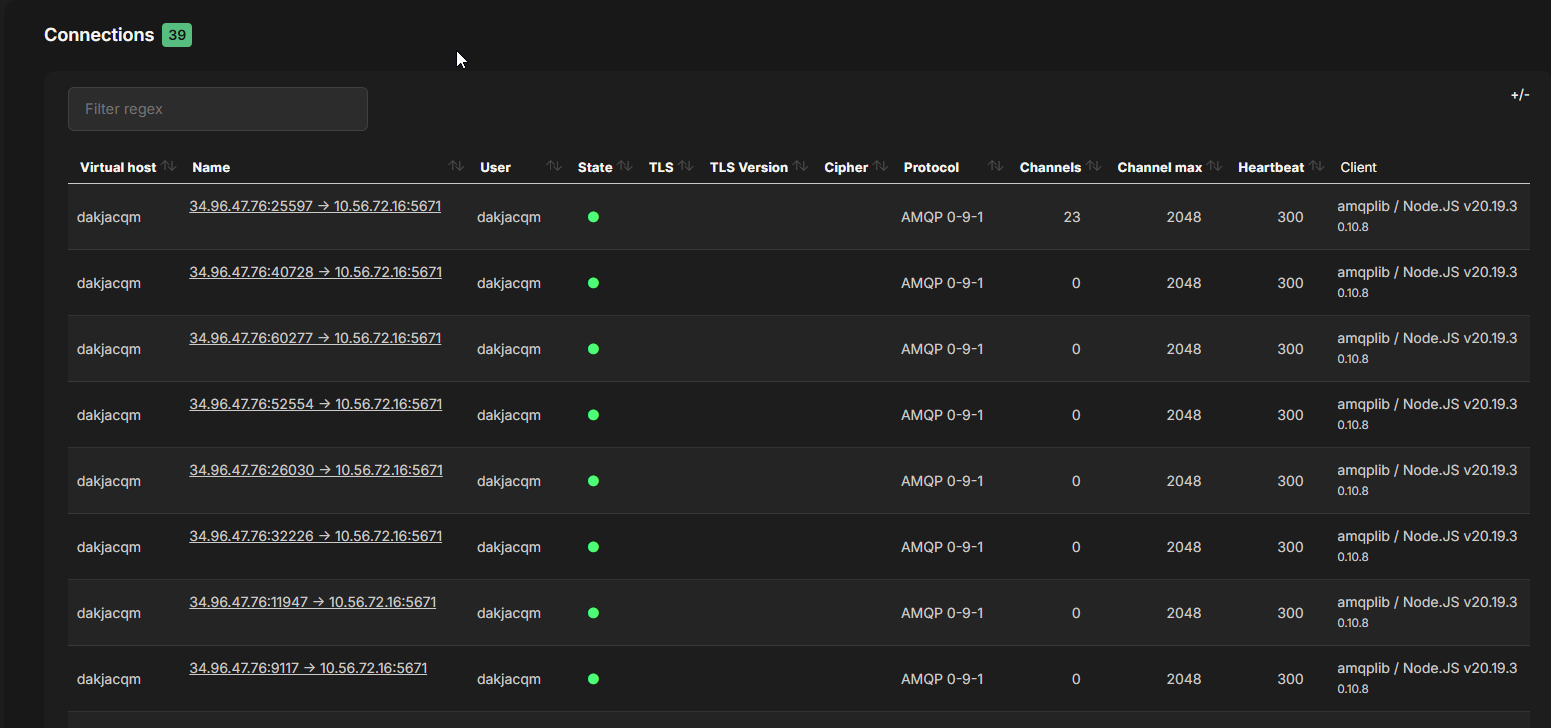 Connections 39
Filter regex
+/-
Virtual host Name User State TLS TLS Version Cipher Protocol Channels Channel max Heartbeat Client
dakjacqm 34.96.47.76:25597 → 10.56.72.16:5671 dakjacqm AMQP 0-9-1 23 2048 300 amqplib / Node.JS v20.19.3
0.10.8
dakjacqm 34.96.47.76:40728 → 10.56.72.16:5671 dakjacqm AMQP 0-9-1 0 2048 300 amqplib / Node.JS v20.19.3
0.10.8
dakjacqm 34.96.47.76:60277 → 10.56.72.16:5671 dakjacqm AMQP 0-9-1 0 2048 300 amqplib / Node.JS v20.19.3
0.10.8
dakjacqm 34.96.47.76:52554 → 10.56.72.16:5671 dakjacqm AMQP 0-9-1 0 2048 300 amqplib / Node.JS v20.19.3
0.10.8
dakjacqm 34.96.47.76:26030 → 10.56.72.16:5671 dakjacqm AMQP 0-9-1 0 2048 300 amqplib / Node.JS v20.19.3
0.10.8
dakjacqm 34.96.47.76:32226 → 10.56.72.16:5671 dakjacqm AMQP 0-9-1 0 2048 300 amqplib / Node.JS v20.19.3
0.10.8
dakjacqm 34.96.47.76:11947 → 10.56.72.16:5671 dakjacqm AMQP 0-9-1 0 2048 300 amqplib / Node.JS v20.19.3
0.10.8
dakjacqm 34.96.47.76:9117 → 10.56.72.16:5671 dakjacqm AMQP 0-9-1 0 2048 300 amqplib / Node.JS v20.19.3
0.10.8